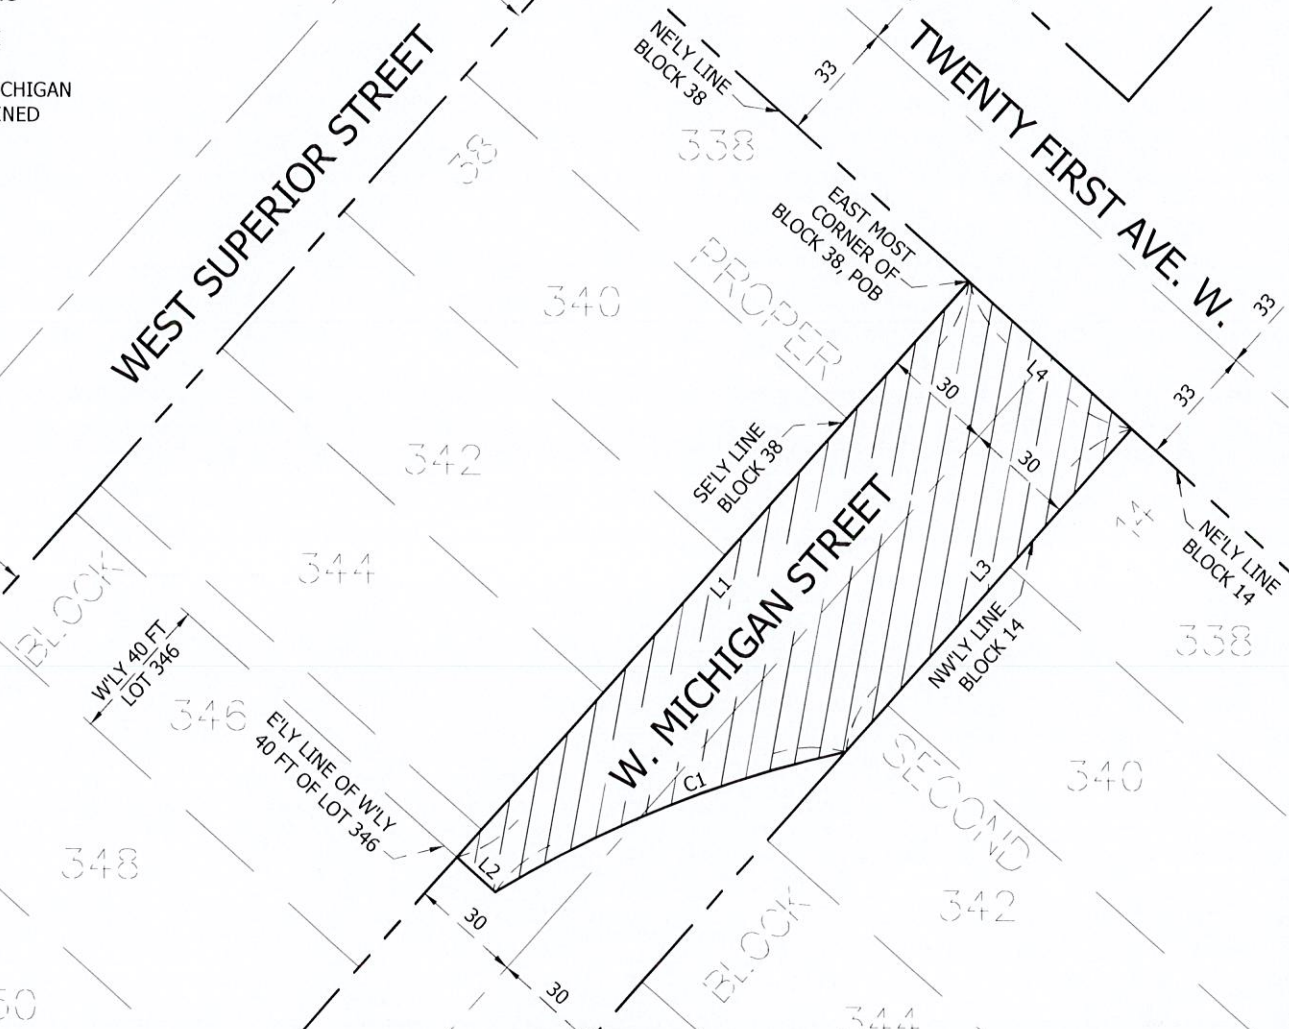 CHIGAN
NED
WEST SUPERIOR STREET
NE'LY LINE
BLOCK 38
33
TWENTY FIRST AVE. W.
38
338
EAST MOST
CORNER OF
BLOCK 38, POB
PROPER
340
33
33
L4
30
30
342
SE'LY LINE
BLOCK 38
14
NE'LY LINE
BLOCK 14
344
BLOCK
L1
W. MICHIGAN STREET
L3
NW'LY LINE
BLOCK 14
338
W'LY 40 FT
LOT 346
346
E'LY LINE OF W'LY
40 FT OF LOT 346
C1
SECOND
340
348
L2
30
30
BLOCK
342
50
344